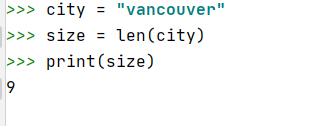 >>> city = "vancouver"
>>> size = len(city)
>>> print(size)
9